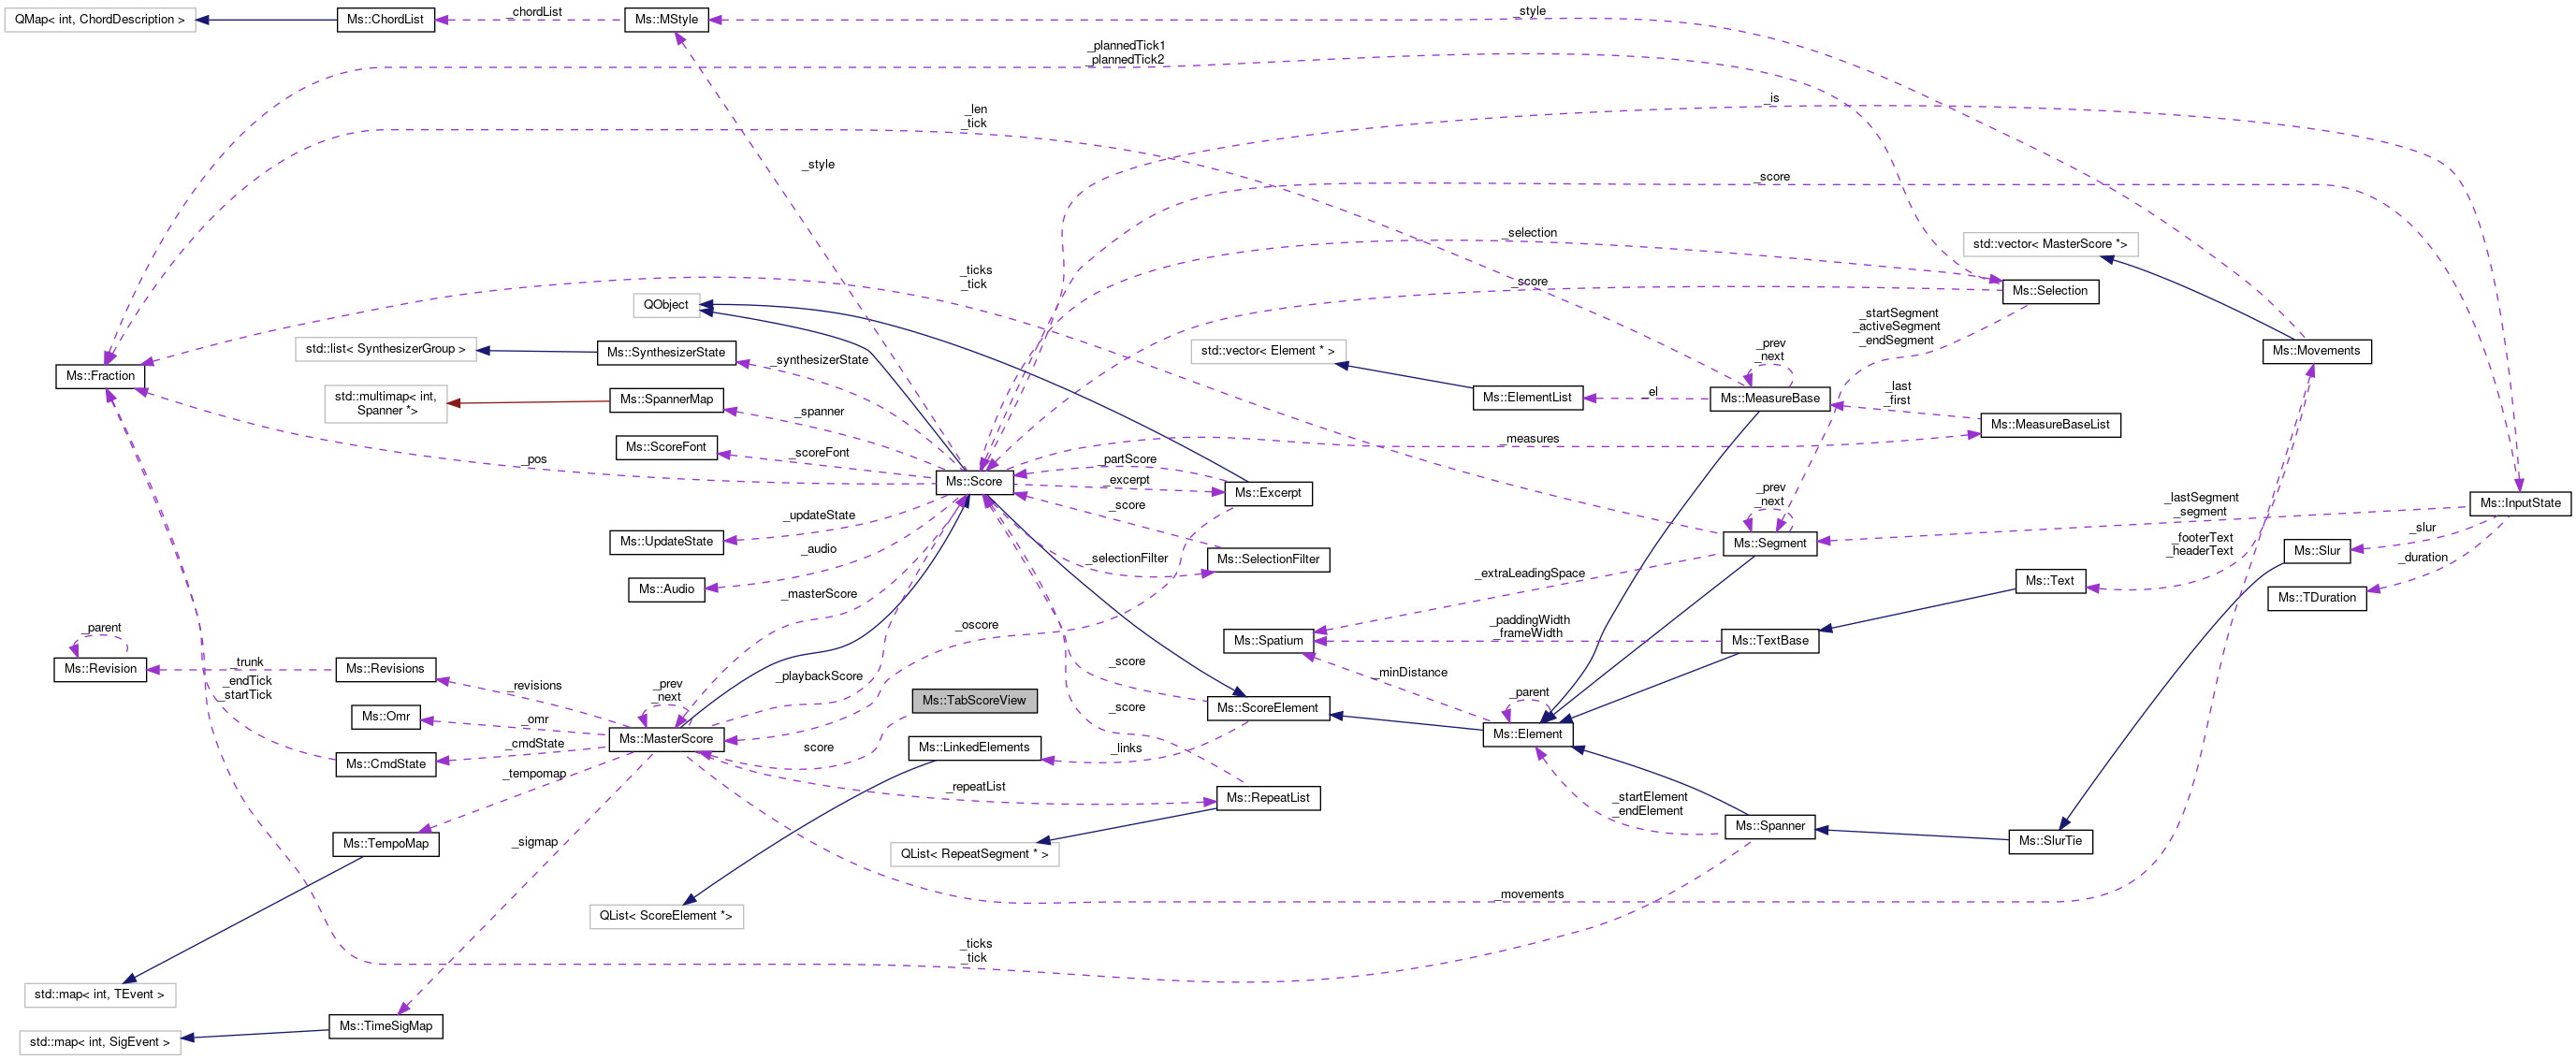 QMap< int, ChordDescription >
Ms::ChordList
_chordList
Ms::MStyle
_style
_plannedTick1
_plannedTick2
_len
_tick
_is
_style
_score
_selection
std::vector< MasterScore *>
_ticks
_tick
_score
Ms::Selection
QObject
_startSegment
_activeSegment
_endSegment
std::list< SynthesizerGroup >
Ms::SynthesizerState
_synthesizerState
std::vector< Element * >
_prev
_next
Ms::Movements
Ms::Fraction
std::multimap< int,
Spanner *>
Ms::SpannerMap
_spanner
Ms::ElementList
_el
Ms::MeasureBase
_last
_first
Ms::MeasureBaseList
Ms::ScoreFont
_scoreFont
_measures
_pos
Ms::Score
_partScore
_excerpt
Ms::Excerpt
_prev
_next
_lastSegment
_segment
Ms::InputState
_score
Ms::UpdateState
_updateState
Ms::Segment
_slur
Ms::Slur
_footerText
_headerText
_audio
_selectionFilter
Ms::SelectionFilter
_duration
Ms::Audio
_extraLeadingSpace
Ms::Text
Ms::TDuration
_masterScore
_parent
_oscore
Ms::Spatium
_paddingWidth
_frameWidth
Ms::TextBase
Ms::Revision
_trunk
Ms::Revisions
_score
_minDistance
_endTick
_startTick
_revisions
_prev
_next
_playbackScore
Ms::TabScoreView
_score
Ms::ScoreElement
_parent
Ms::Omr
_omr
Ms::MasterScore
Ms::Element
_cmdState
score
Ms::LinkedElements
_links
Ms::CmdState
_tempomap
_repeatList
Ms::RepeatList
_startElement
_endElement
Ms::Spanner
Ms::TempoMap
_sigmap
QList< RepeatSegment * >
Ms::SlurTie
_movements
QList< ScoreElement *>
_ticks
_tick
std::map< int, TEvent >
Ms::TimeSigMap
std::map< int, SigEvent >